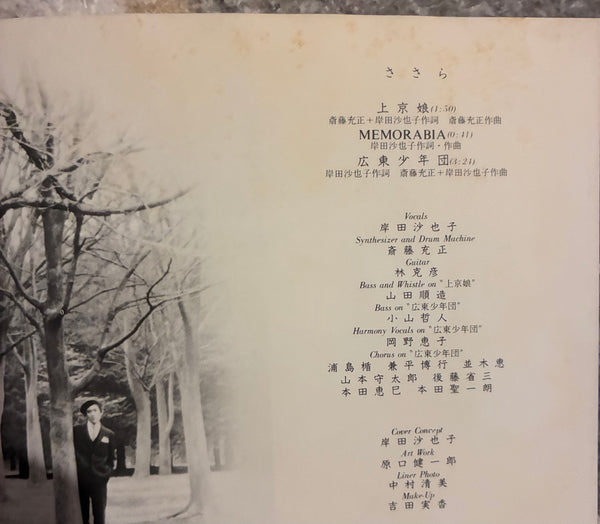 ささら
上京娘(1:50)
斎藤充正+岸田沙也子作詞 斎藤充正作曲
MEMORABIA(0:41)
岸田沙也子作詞・作曲
広東少年団(3:24)
岸田沙也子作詞 斎藤充正+岸田沙也子作曲
Vocals
岸田沙也子
Synthesizer and Drum Machine
斎藤充正
Guitar
林克彦
Bass and Whistle on "上京娘"
山田順造
Bass on "広東少年団"
小山哲人
Harmony Vocals on "広東少年団"
岡野恵子
Chorus on "広東少年団"
浦島楯 兼平博行 並木恵
山本守太郎 後藤省三
本田恵巳 本田聖一朗
Cover Concept
岸田沙也子
Art Work
原口健一郎
Liner Photo
中村清美
Make-Up
吉田実香